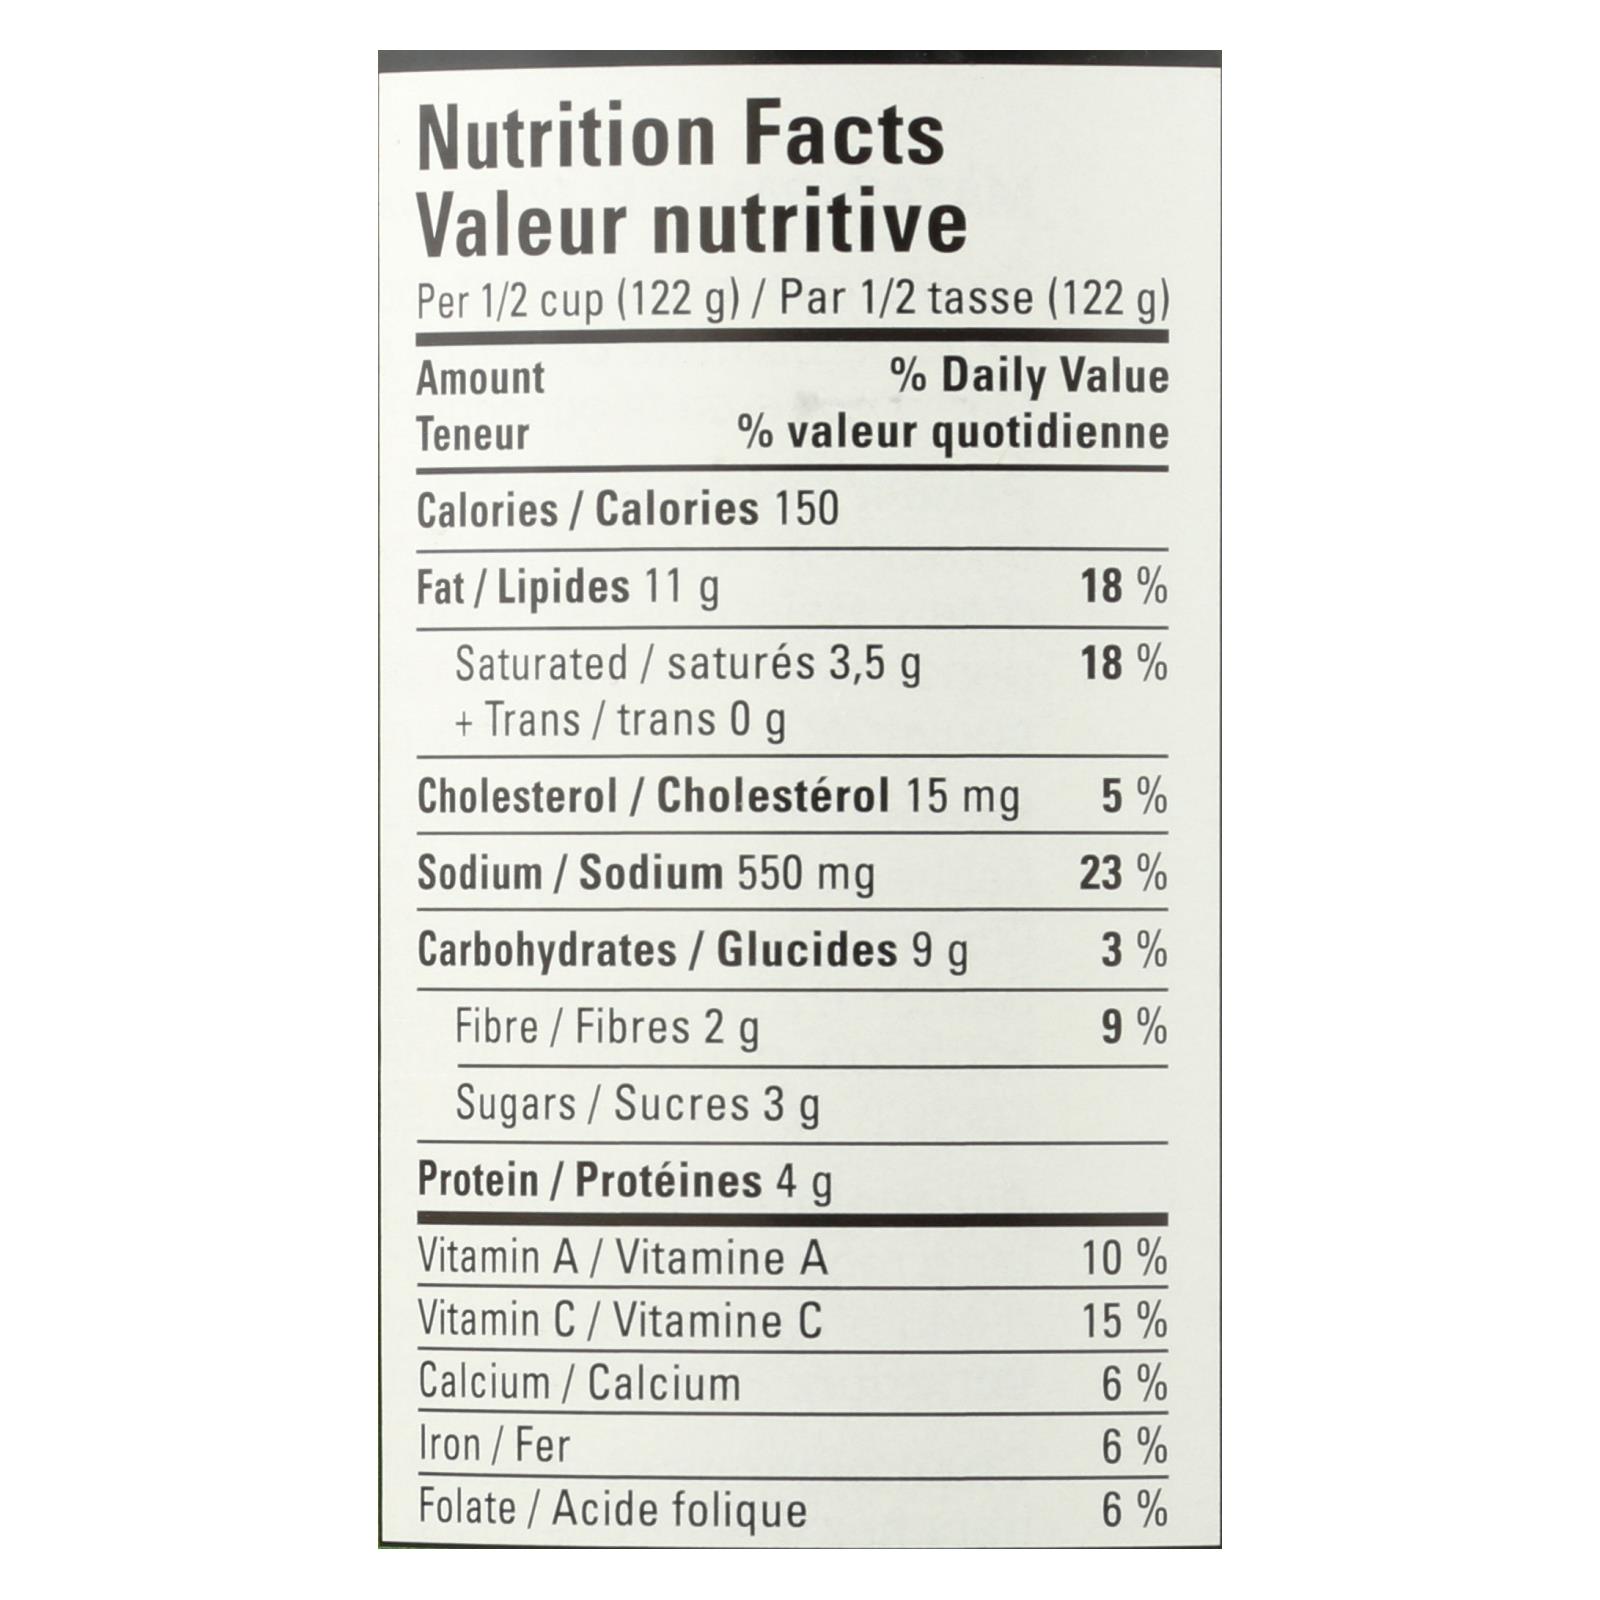 Nutrition Facts
Valeur nutritive
Per 1/2 cup (122 g) / Par 1/2 tasse (122 g)
Amount % Daily Value
Teneur % valeur quotidienne
Calories / Calories 150
Fat / Lipides 11 g 18 %
Saturated / saturés 3,5 g 18 %
+ Trans / trans 0 g
Cholesterol / Cholestérol 15 mg 5 %
Sodium / Sodium 550 mg 23 %
Carbohydrates / Glucides 9 g 3 %
Fibre / Fibres 2 g 9 %
Sugars / Sucres 3 g
Protein / Protéines 4 g
Vitamin A / Vitamine A 10 %
Vitamin C / Vitamine C 15 %
Calcium / Calcium 6 %
Iron / Fer 6 %
Folate / Acide folique 6 %